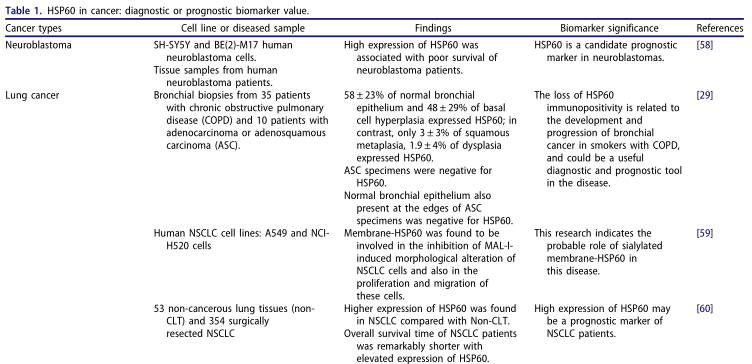 Table 1. HSP60 in cancer: diagnostic or prognostic biomarker value.
Cancer types Cell line or diseased sample Findings Biomarker significance References
Neuroblastoma
SH-SY5Y and BE(2)-M17 human
neuroblastoma cells.
Tissue samples from human
neuroblastoma patients.
High expression of HSP60 was
associated with poor survival of
neuroblastoma patients.
HSP60 is a candidate prognostic
marker in neuroblastomas.
[58]
Lung cancer
Bronchial biopsies from 35 patients
with chronic obstructive pulmonary
disease (COPD) and 10 patients with
adenocarcinoma or adenosquamous
carcinoma (ASC).
58 ± 23% of normal bronchial
epithelium and 48 ± 29% of basal
cell hyperplasia expressed HSP60; in
contrast, only 3 ± 3% of squamous
metaplasia, 1.9 ± 4% of dysplasia
expressed HSP60.
ASC specimens were negative for
HSP60.
Normal bronchial epithelium also
present at the edges of ASC
specimens was negative for HSP60.
The loss of HSP60
immunopositivity is related to
the development and
progression of bronchial
cancer in smokers with COPD,
and could be a useful
diagnostic and prognostic tool
in the disease.
[29]
Human NSCLC cell lines: A549 and NCI-
H520 cells
Membrane-HSP60 was found to be
involved in the inhibition of MAL-I-
induced morphological alteration of
NSCLC cells and also in the
proliferation and migration of
these cells.
This research indicates the
probable role of sialylated
membrane-HSP60 in
this disease.
[59]
53 non-cancerous lung tissues (non-
CLT) and 354 surgically
resected NSCLC
Higher expression of HSP60 was found
in NSCLC compared with Non-CLT.
Overall survival time of NSCLC patients
was remarkably shorter with
elevated expression of HSP60.
High expression of HSP60 may
be a prognostic marker of
NSCLC patients.
[60]